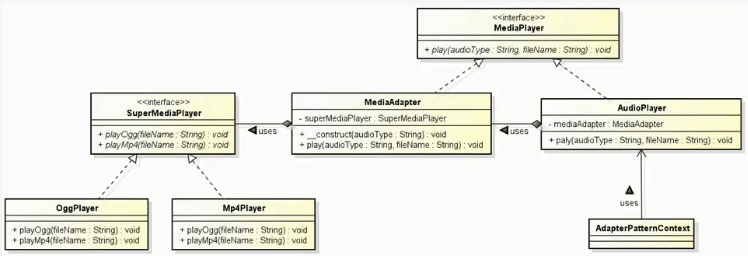 <<interface>>
MediaPlayer
+ play(audioType : String, fileName : String) : void
<<interface>>
SuperMediaPlayer
+ playOgg(fileName : String) : void
+ playMp4(fileName : String) : void
uses
MediaAdapter
- superMediaPlayer : SuperMediaPlayer
+ __construct(audioType : String) : void
+ play(audioType : String, fileName : String) : void
uses
AudioPlayer
- mediaAdapter : MediaAdapter
+ paly(audioType : String, fileName : String) : void
OggPlayer
+ playOgg(fileName : String) : void
+ playMp4(fileName : String) : void
Mp4Player
+ playOgg(fileName : String) : void
+ playMp4(fileName : String) : void
uses
AdapterPatternContext